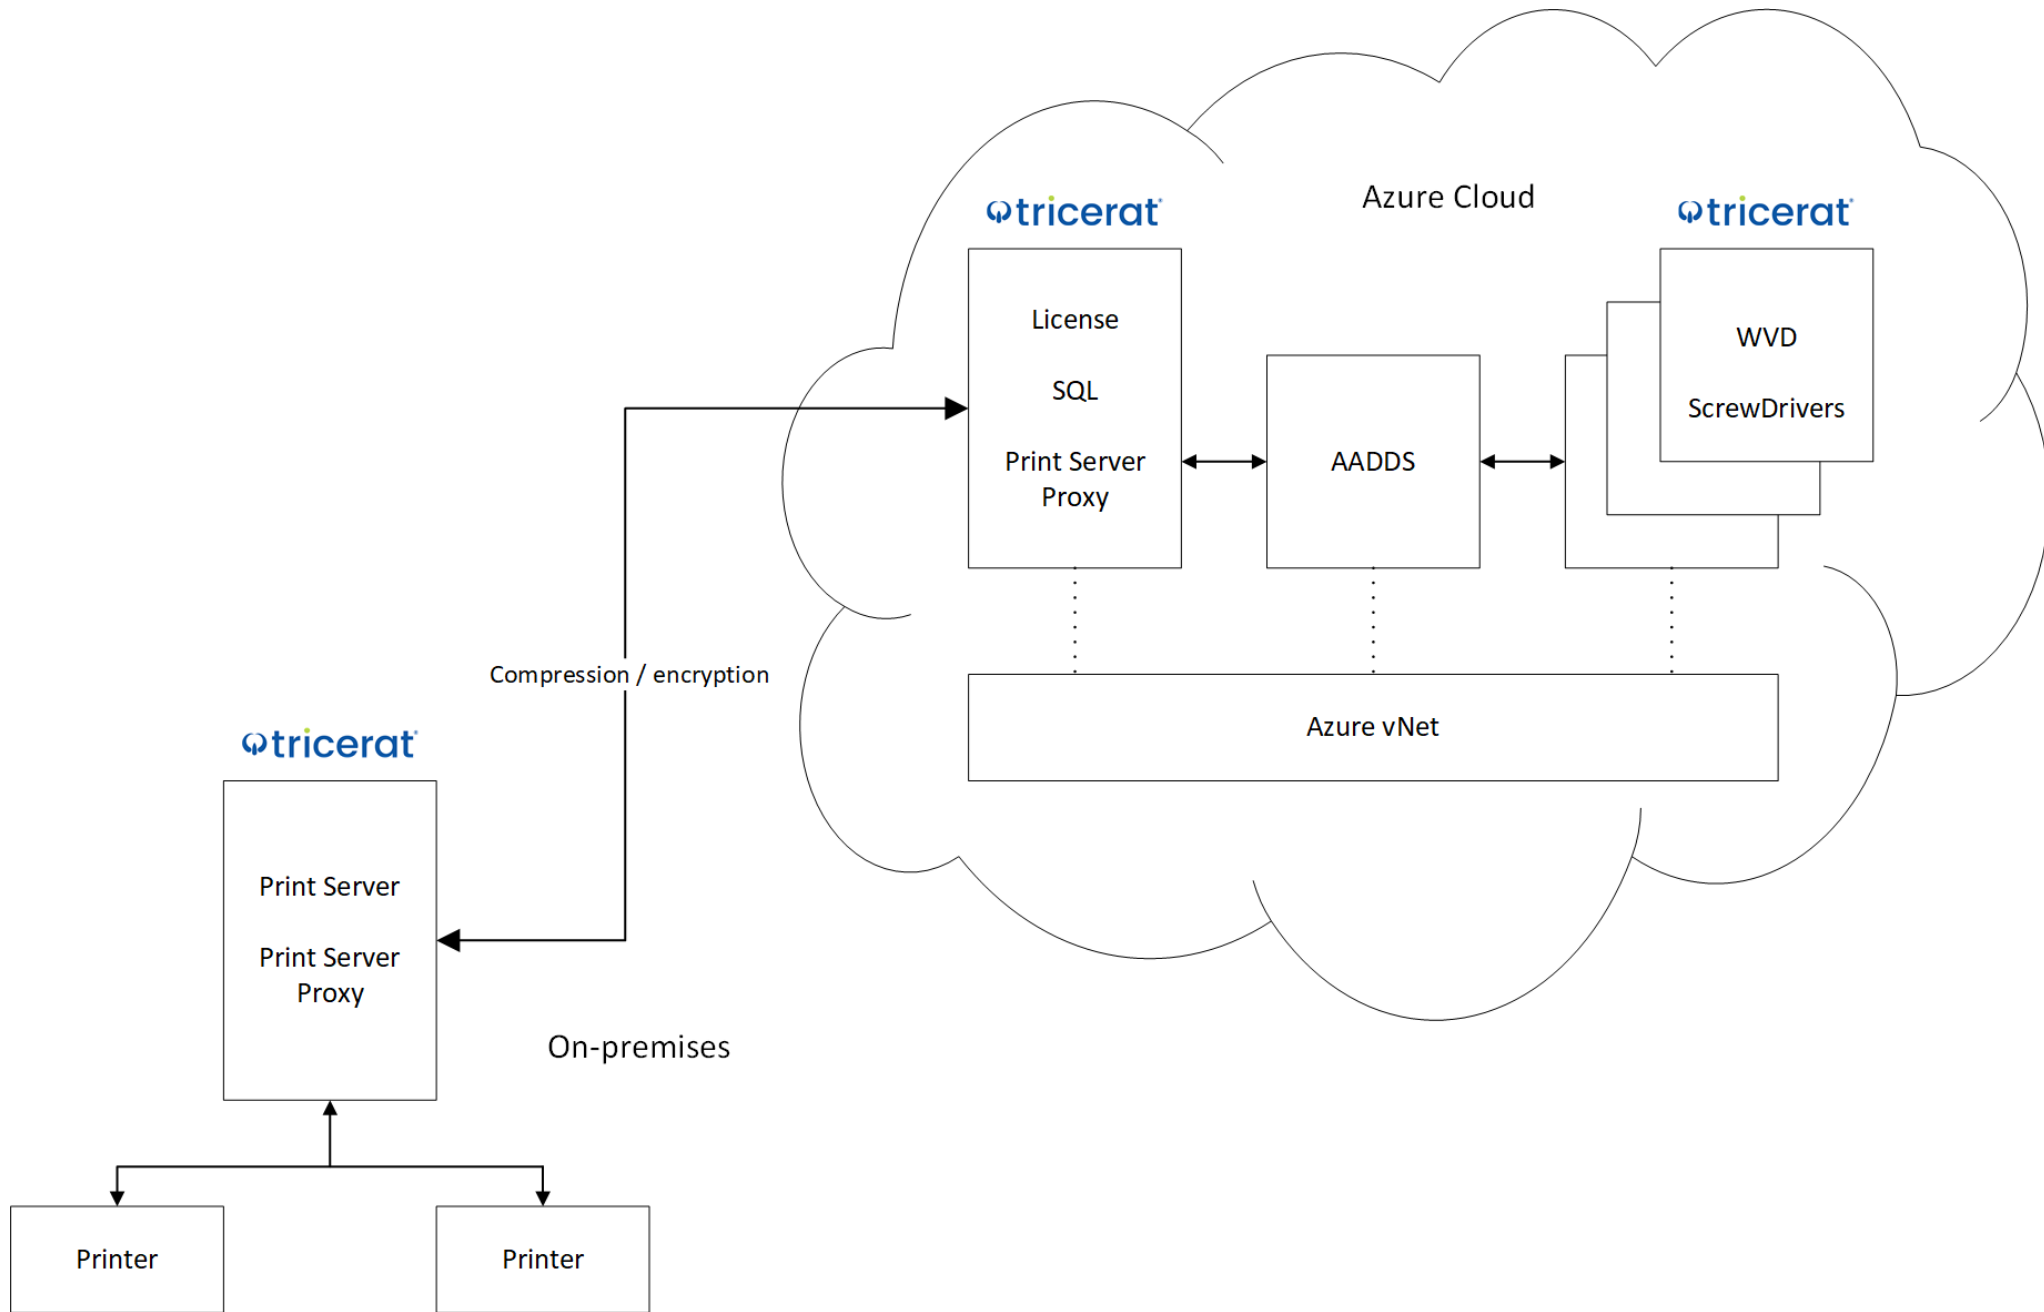 Azure Cloud
tricerat
License
SQL
Print Server
Proxy
AADDS
tricerat
WVD
ScrewDrivers
Azure vNet
Compression / encryption
tricerat
Print Server
Print Server
Proxy
On-premises
Printer
Printer